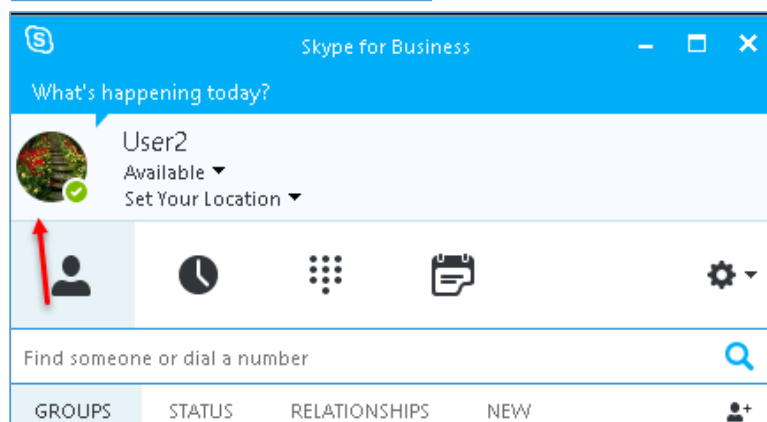 Skype for Business
What's happening today?
User2
Available
Set Your Location
Find someone or dial a number
GROUPS STATUS RELATIONSHIPS NEW